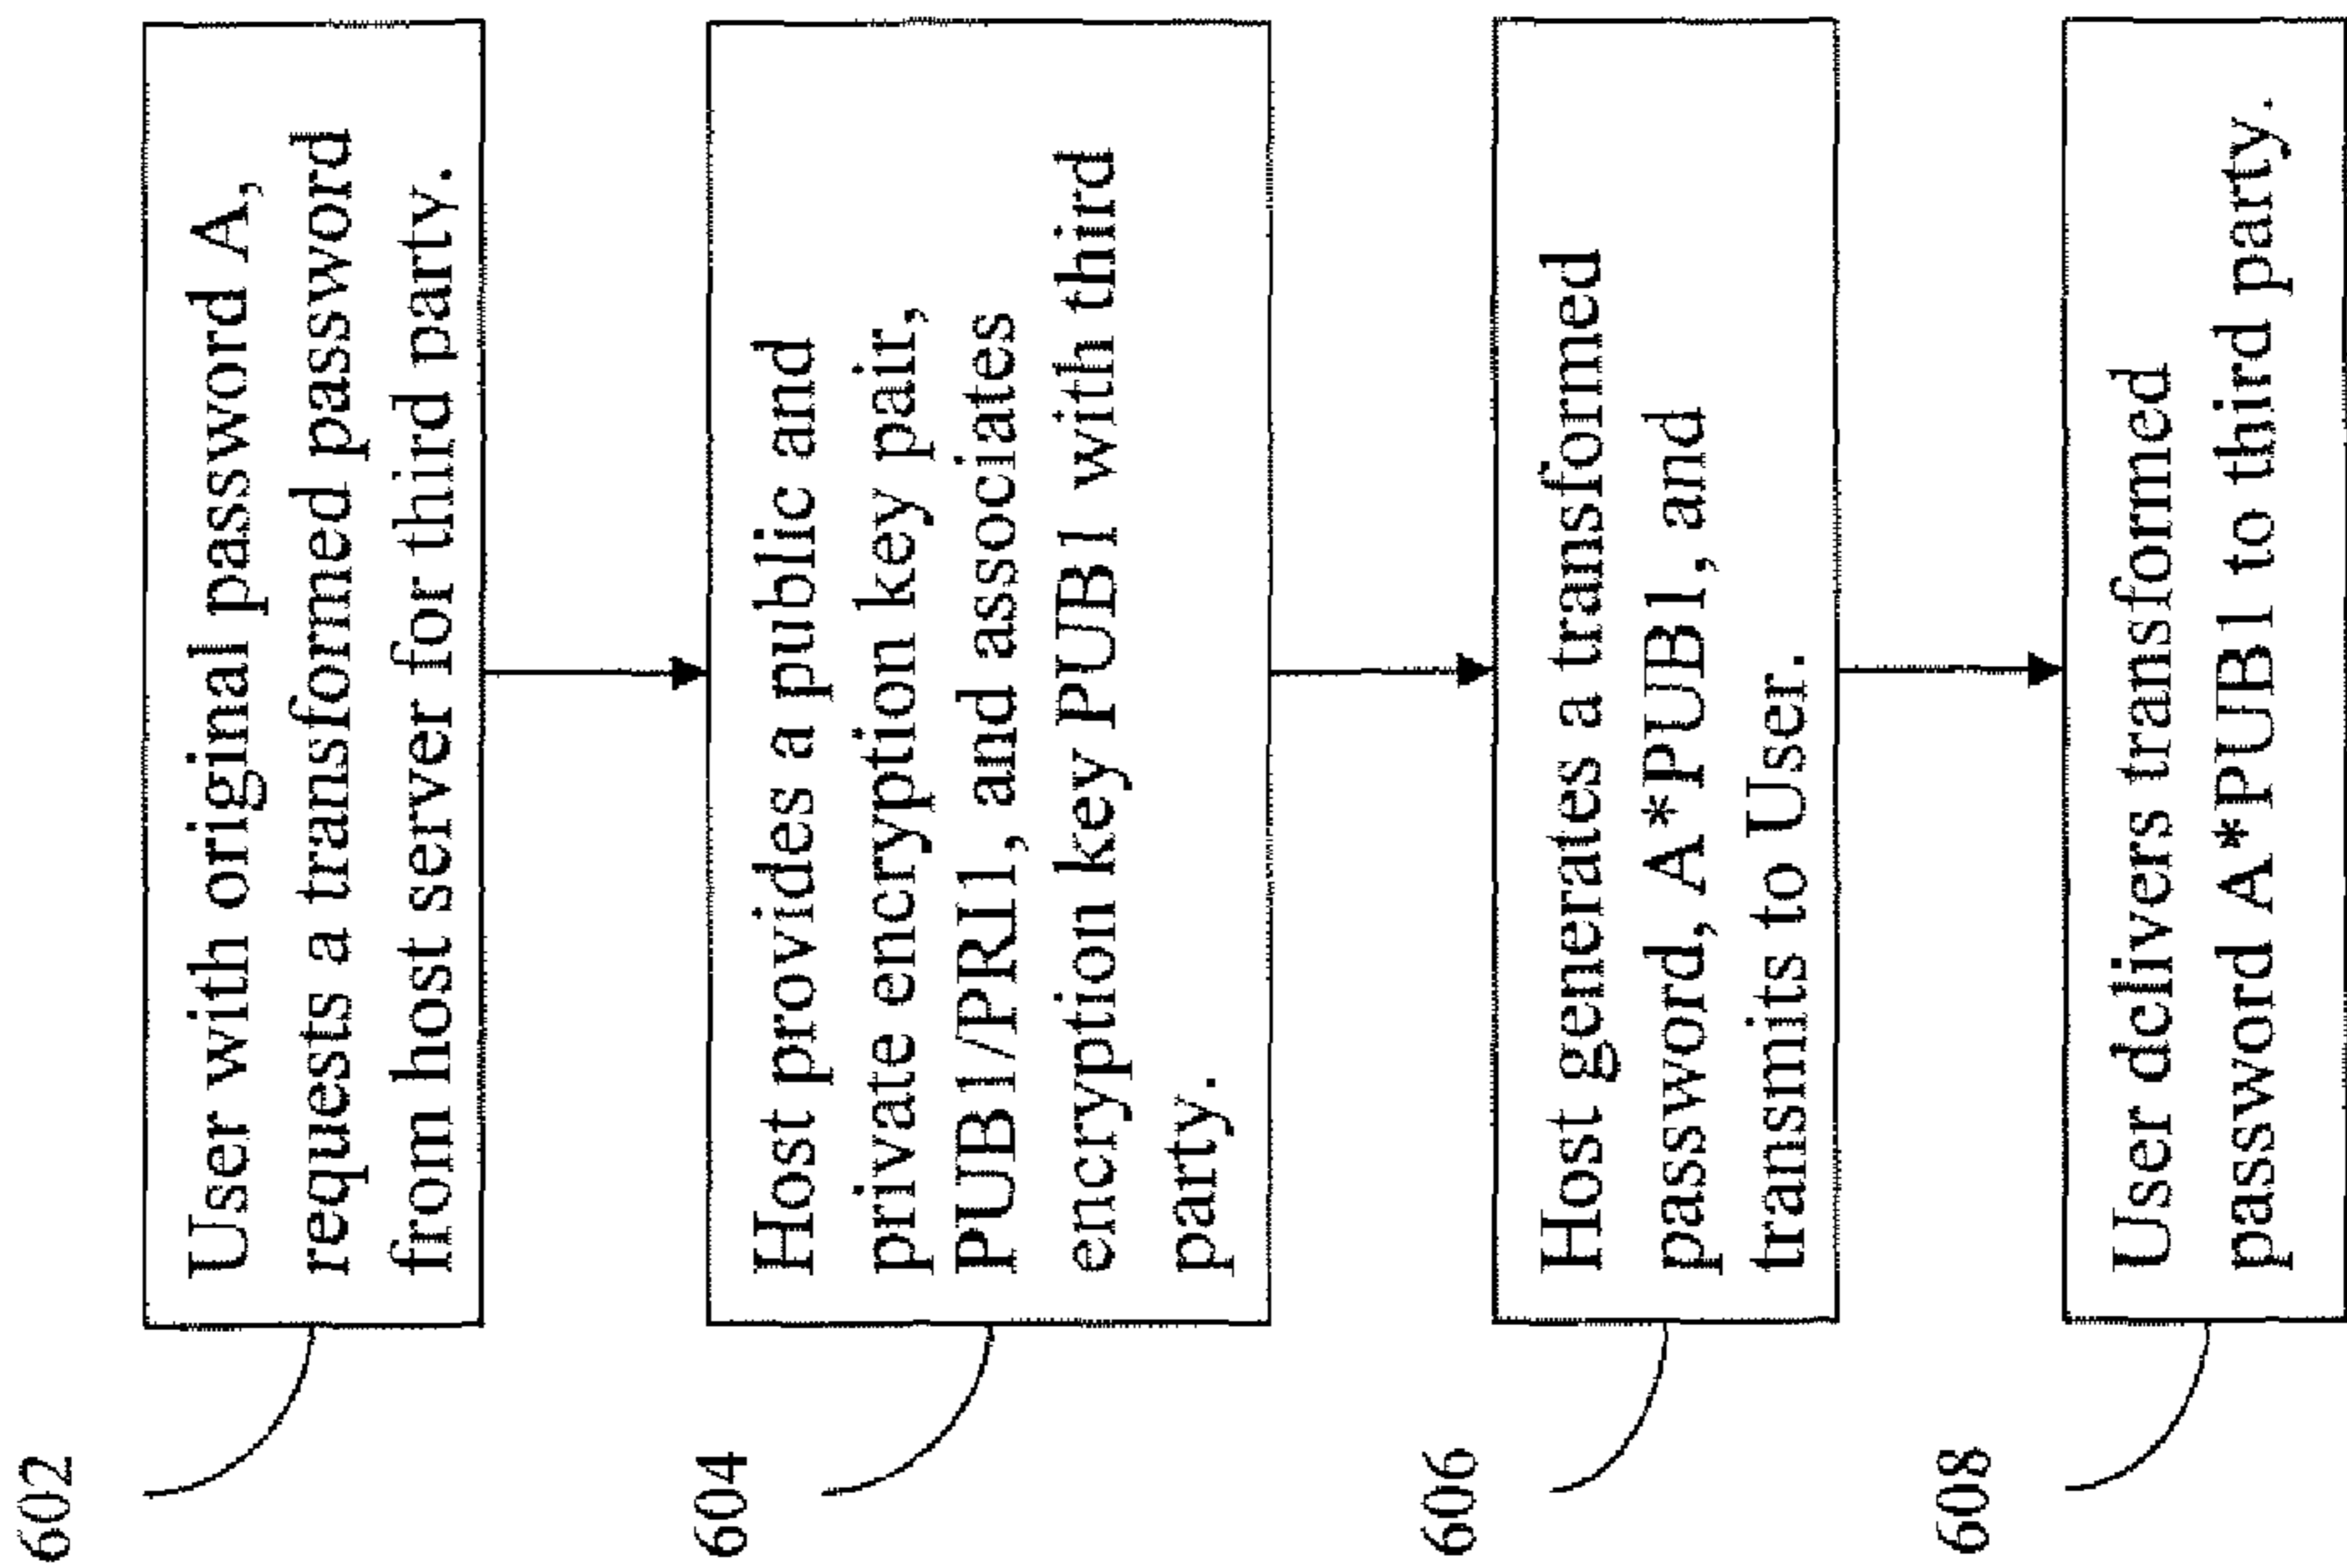 602
User with original password A,
requests a transformed password
from host server for third party.
604
Host provides a public and
private encryption key pair,
PUB1/PRI1, and associates
encryption key PUB1 with third
party.
606
Host generates a transformed
password, A*PUB1, and
transmits to User.
608
User delivers transformed
password A*PUB1 to third party.